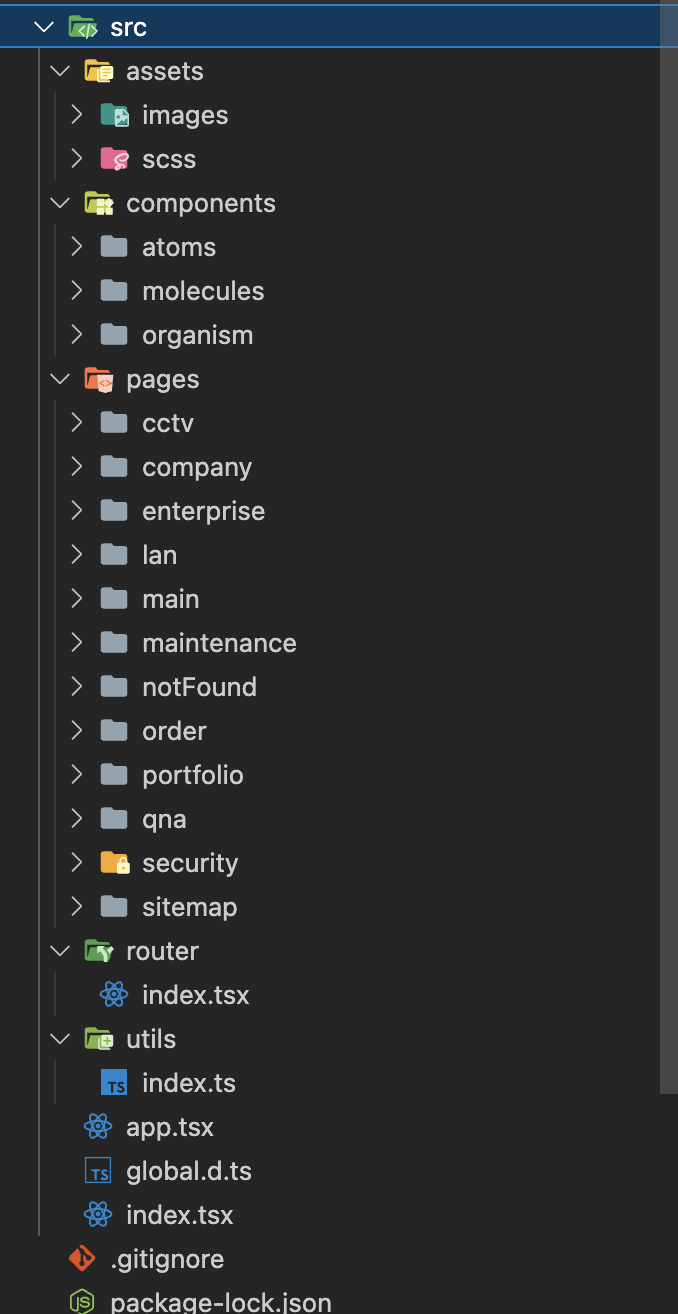 src
assets
images
scss
components
atoms
molecules
organism
pages
cctv
company
enterprise
lan
main
maintenance
notFound
order
portfolio
qna
security
sitemap
router
index.tsx
utils
TS index.ts
app.tsx
TS global.d.ts
index.tsx
.gitignore
JS package-lock.json